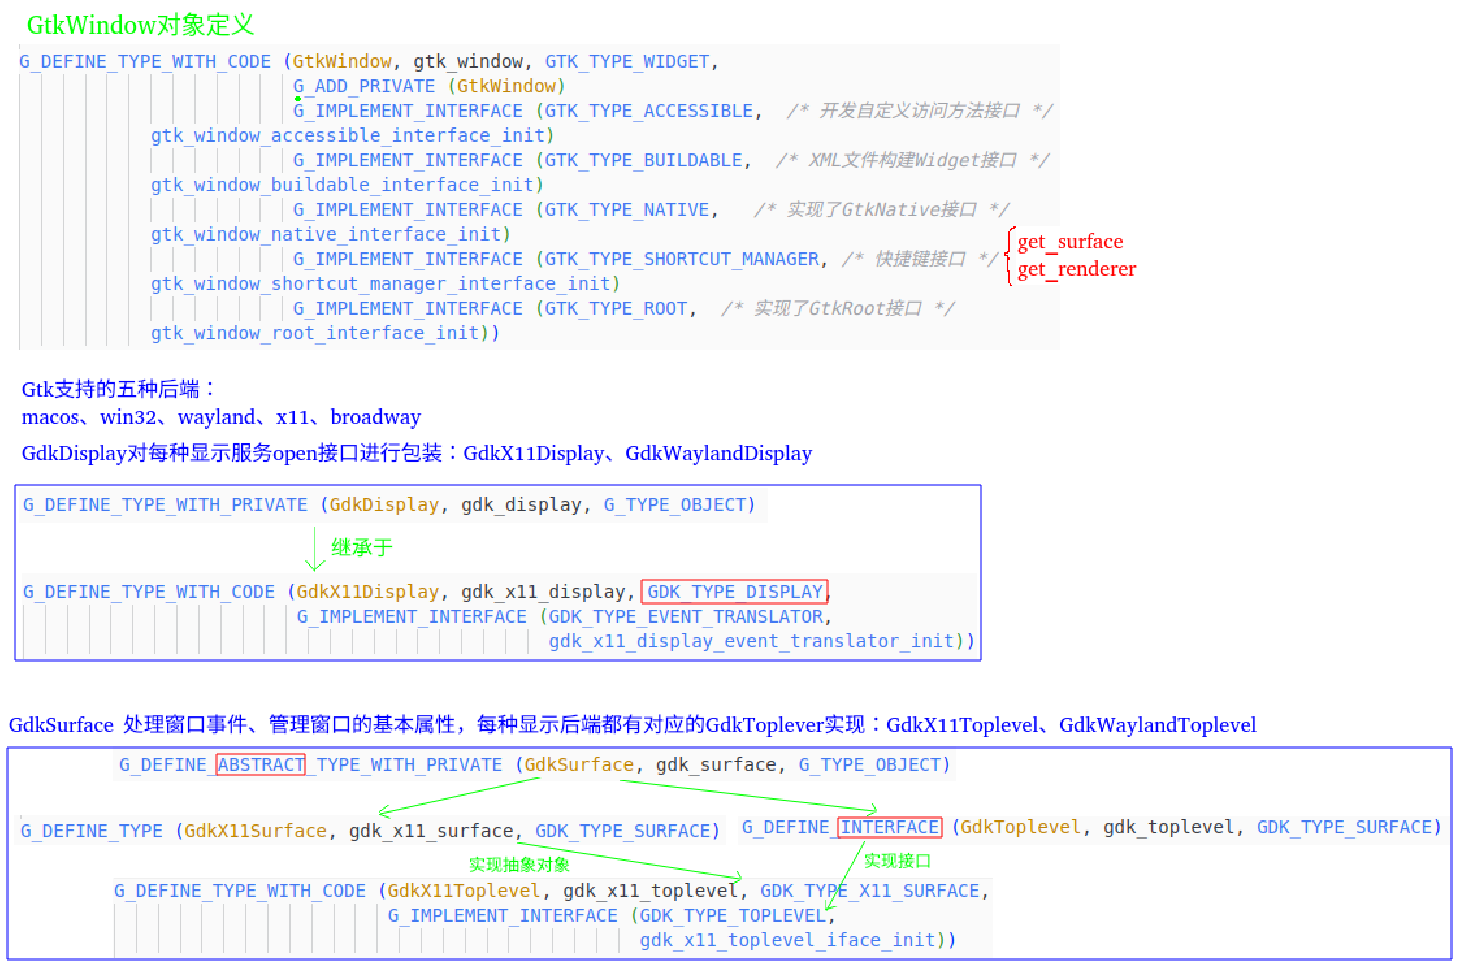 GtkWindow对象定义
G_DEFINE_TYPE_WITH_CODE (GtkWindow, gtk_window, GTK_TYPE_WIDGET,
G_ADD_PRIVATE (GtkWindow)
G_IMPLEMENT_INTERFACE (GTK_TYPE_ACCESSIBLE, /* 开发自定义访问方法接口 */
gtk_window_accessible_interface_init)
G_IMPLEMENT_INTERFACE (GTK_TYPE_BUILDABLE, /* XML文件构建Widget接口 */
gtk_window_buildable_interface_init)
G_IMPLEMENT_INTERFACE (GTK_TYPE_NATIVE, /* 实现了GtkNative接口 */
gtk_window_native_interface_init)
G_IMPLEMENT_INTERFACE (GTK_TYPE_SHORTCUT_MANAGER, /* 快捷键接口 */
gtk_window_shortcut_manager_interface_init)
G_IMPLEMENT_INTERFACE (GTK_TYPE_ROOT, /* 实现了GtkRoot接口 */
gtk_window_root_interface_init))
get_surface
get_renderer
Gtk支持的五种后端：
macos、win32、wayland、x11、broadway
GdkDisplay对每种显示服务open接口进行包装：GdkX11Display、GdkWaylandDisplay
G_DEFINE_TYPE_WITH_PRIVATE (GdkDisplay, gdk_display, G_TYPE_OBJECT)
继承于
G_DEFINE_TYPE_WITH_CODE (GdkX11Display, gdk_x11_display, GDK_TYPE_DISPLAY,
G_IMPLEMENT_INTERFACE (GDK_TYPE_EVENT_TRANSLATOR,
gdk_x11_display_event_translator_init))
GdkSurface 处理窗口事件、管理窗口的基本属性，每种显示后端都有对应的GdkToplever实现：GdkX11Toplevel、GdkWaylandToplevel
G_DEFINE_ABSTRACT_TYPE_WITH_PRIVATE (GdkSurface, gdk_surface, G_TYPE_OBJECT)
G_DEFINE_TYPE (GdkX11Surface, gdk_x11_surface, GDK_TYPE_SURFACE)
G_DEFINE_INTERFACE (GdkToplevel, gdk_toplevel, GDK_TYPE_SURFACE)
实现抽象对象
实现接口
G_DEFINE_TYPE_WITH_CODE (GdkX11Toplevel, gdk_x11_toplevel, GDK_TYPE_X11_SURFACE,
G_IMPLEMENT_INTERFACE (GDK_TYPE_TOPLEVEL,
gdk_x11_toplevel_iface_init))